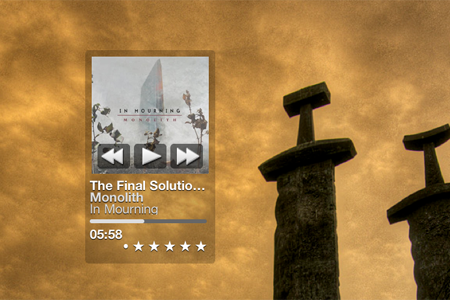 IN MOURNING
MONOLITH
The Final Solutio...
Monolith
In Mourning
05:58